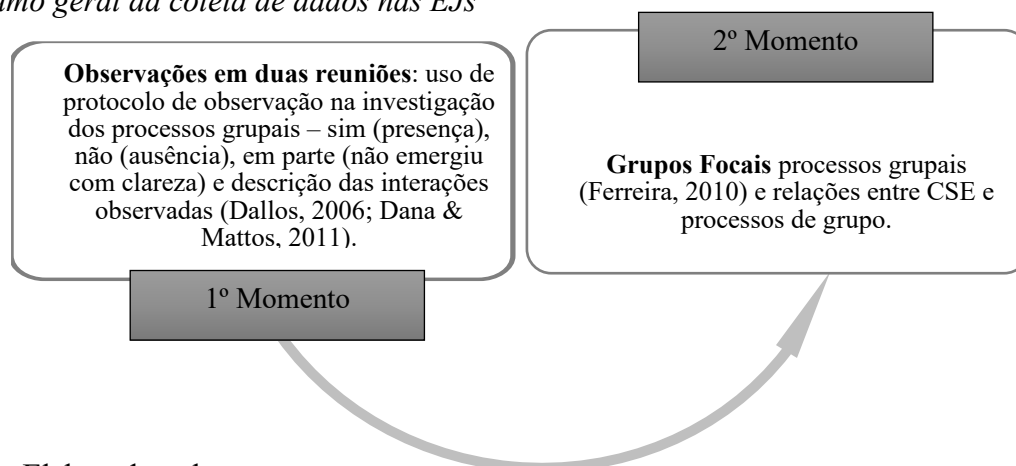 geral da coleta de dados nas EJs
Observações em duas reuniões: uso de
protocolo de observação na investigação
dos processos grupais – sim (presença),
não (ausência), em parte (não emergiu
com clareza) e descrição das interações
observadas (Dallos, 2006; Dana &
Mattos, 2011).
1º Momento
2º Momento
Grupos Focais processos grupais
(Ferreira, 2010) e relações entre CSE e
processos de grupo.